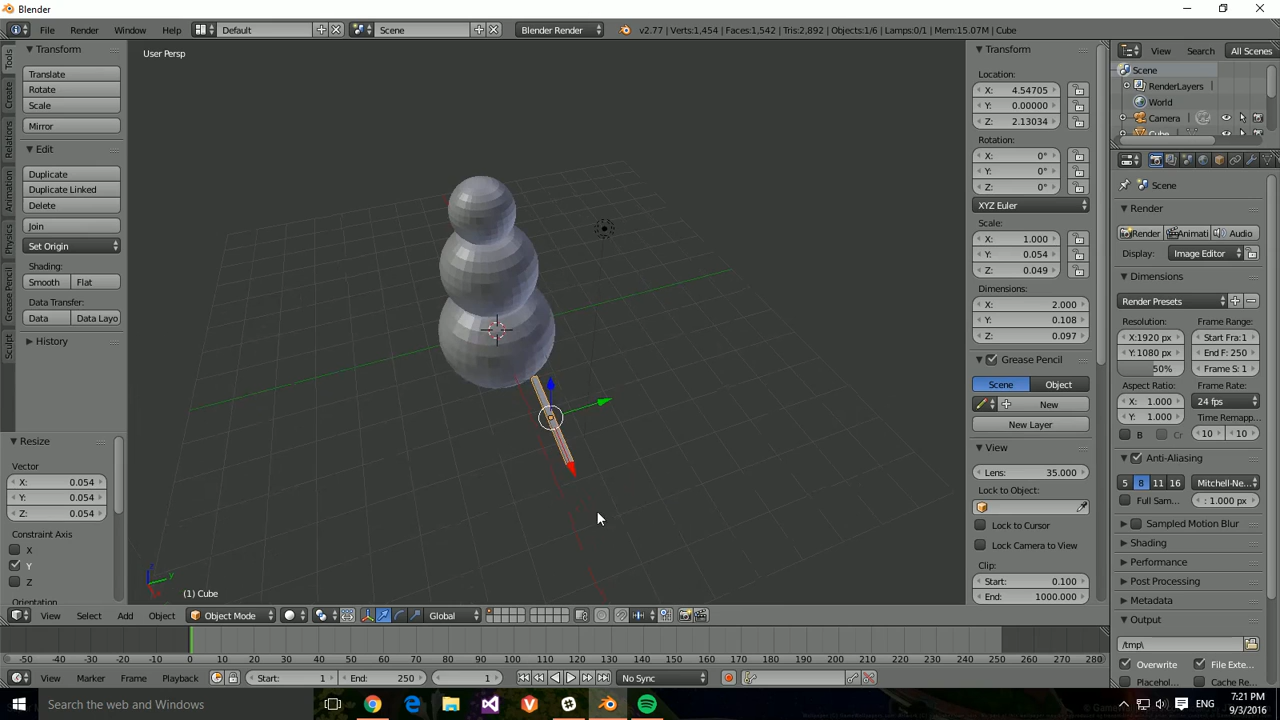 Blender
File Render Window Help Default Scene Blender Render v2.77 | Verts:1,454 | Faces:1,542 | Tris:2,892 | Objects:1/6 | Lamps:0/1 | Mem:15.07M | Cube
View Search All Scenes
Tools
Create
Relations
Animation
Physics
Grease Pencil
Sculpt
Transform
Translate
Rotate
Scale
Mirror
Edit
Duplicate
Duplicate Linked
Delete
Join
Set Origin
Shading:
Smooth Flat
Data Transfer:
Data Data Layo
History
Resize
Vector
X: 0.054
Y: 0.054
Z: 0.054
Constraint Axis
X
Y
Z
Orientation
User Persp
(1) Cube
Transform
Location:
X: 4.54705
Y: 0.00000
Z: 2.13034
Rotation:
X: 0°
Y: 0°
Z: 0°
XYZ Euler
Scale:
X: 1.000
Y: 0.054
Z: 0.049
Dimensions:
X: 2.000
Y: 0.108
Z: 0.097
Grease Pencil
Scene Object
New
New Layer
View
Lens: 35.000
Lock to Object:
Lock to Cursor
Lock Camera to View
Clip:
Start: 0.100
End: 1000.000
Scene
RenderLayers
World
Camera
Cube
Scene
Render
Render Animati Audio
Display: Image Editor
Dimensions
Render Presets
Resolution: Frame Range:
X:1920 px Start Fra:1
Y:1080 px End F: 250
50% Frame S: 1
Aspect Ratio: Frame Rate:
X: 1.000 24 fps
Y: 1.000 Time Remapp...
B Cr 10 10
Anti-Aliasing
5 8 11 16 Mitchell-Ne...
Full Sam... : 1.000 px
Sampled Motion Blur
Shading
Performance
Post Processing
Metadata
Output
/tmp\
Overwrite File Exte...
Placehol... Cache Re...
View Select Add Object Object Mode Global
-50 -40 -30 -20 -10 0 10 20 30 40 50 60 70 80 90 100 110 120 130 140 150 160 170 180 190 200 210 220 230 240 250 260 270 280
View Marker Frame Playback Start: 1 End: 250 1 No Sync
Search the web and Windows
ENG
7:21 PM
9/3/2016